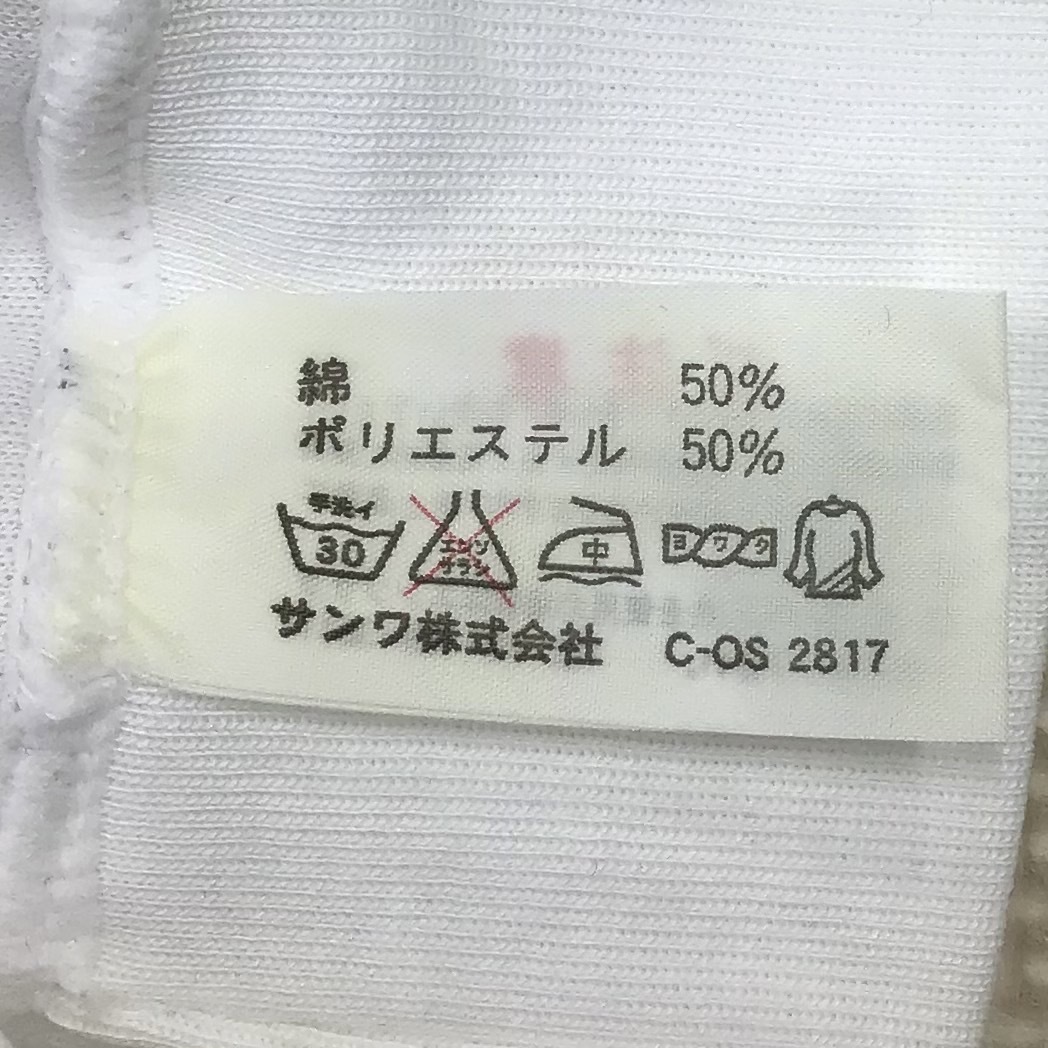 綿 50%
ポリエステル 50%
手洗イ
30
エンソ
サラシ
中
ヨワク
サンワ株式会社 C-OS 2817